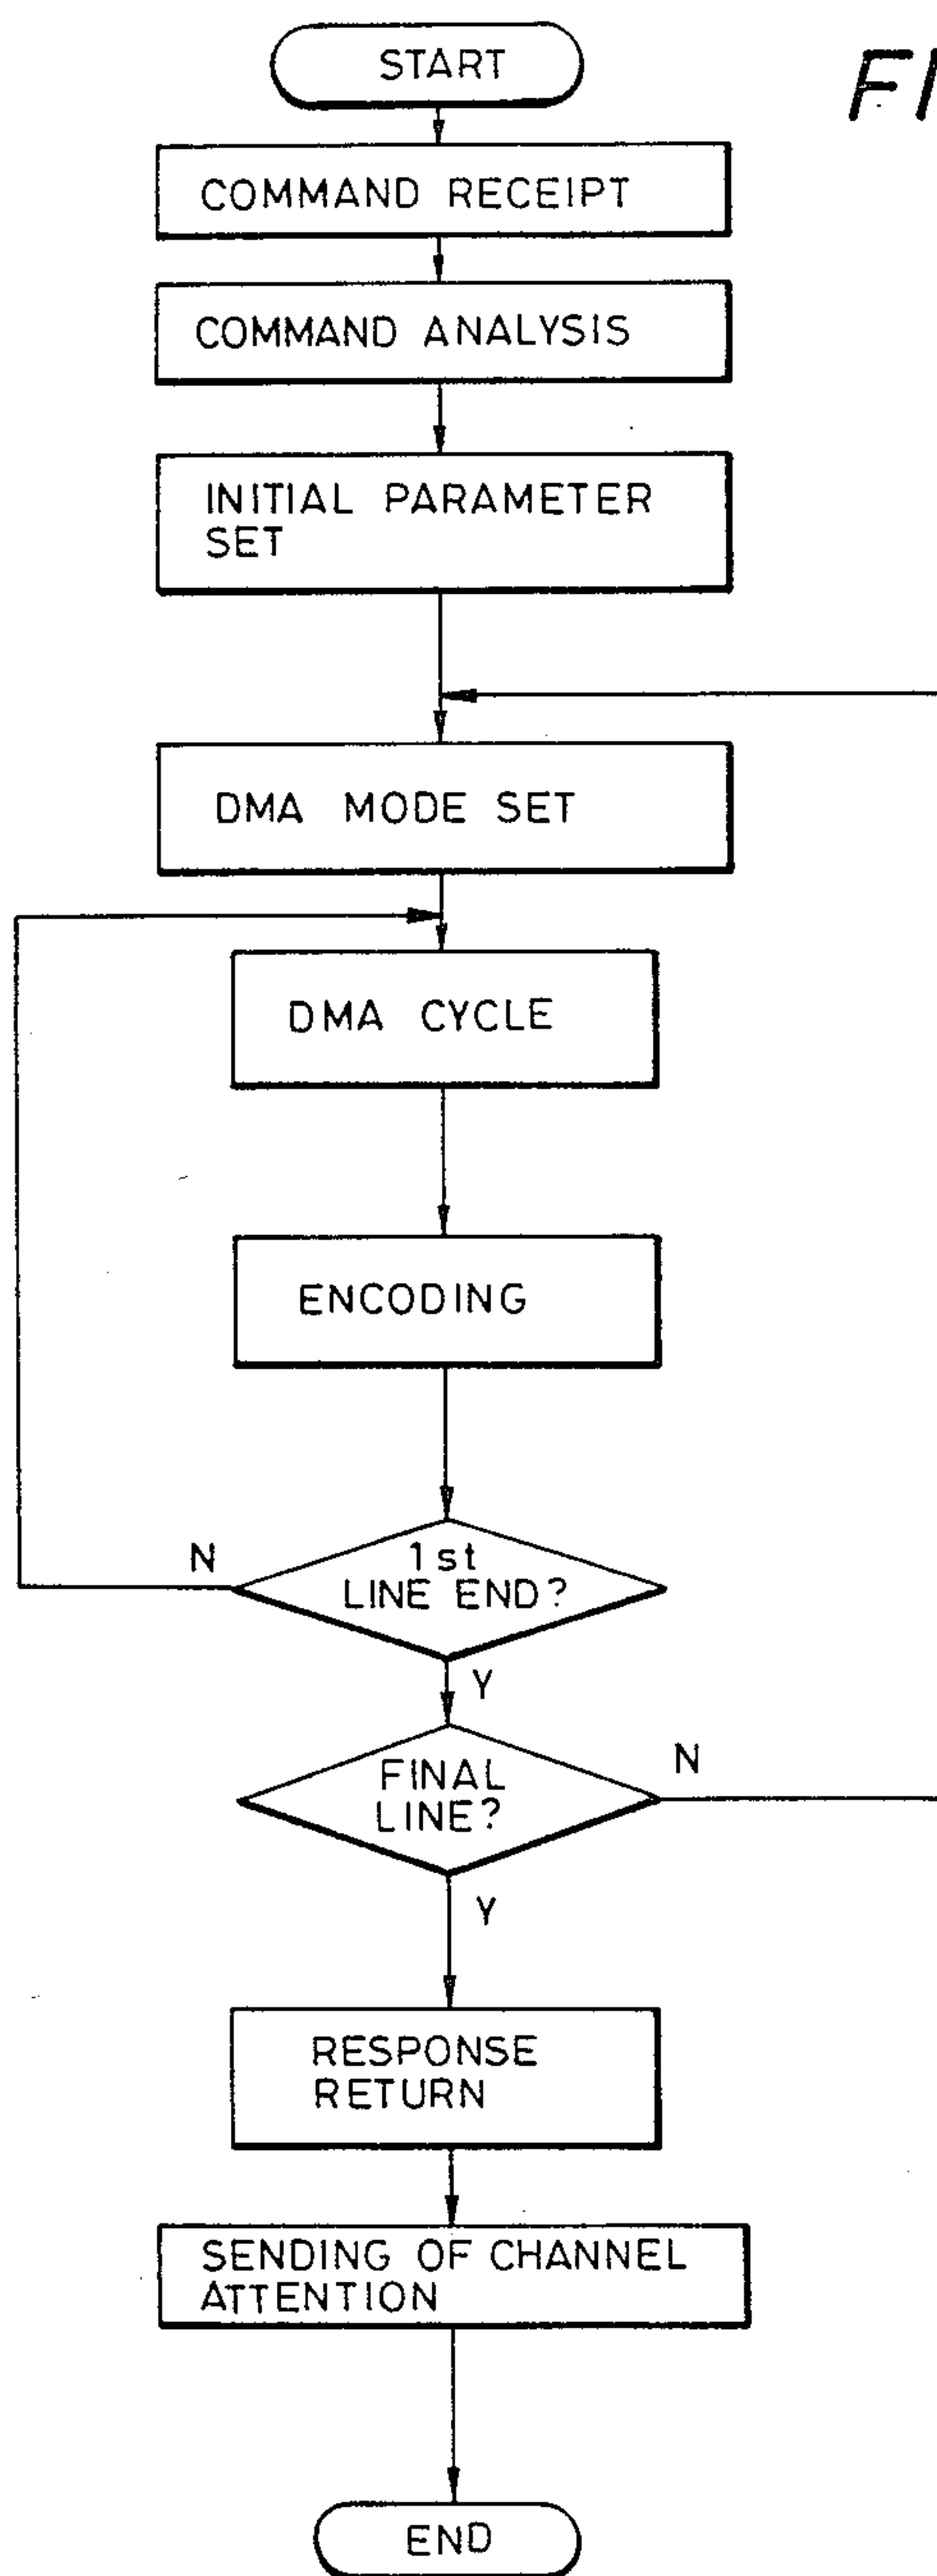 START
FI
COMMAND RECEIPT
COMMAND ANALYSIS
INITIAL PARAMETER
SET
DMA MODE SET
DMA CYCLE
ENCODING
N
1st
LINE END?
Y
N
FINAL
LINE?
Y
RESPONSE
RETURN
SENDING OF CHANNEL
ATTENTION
END